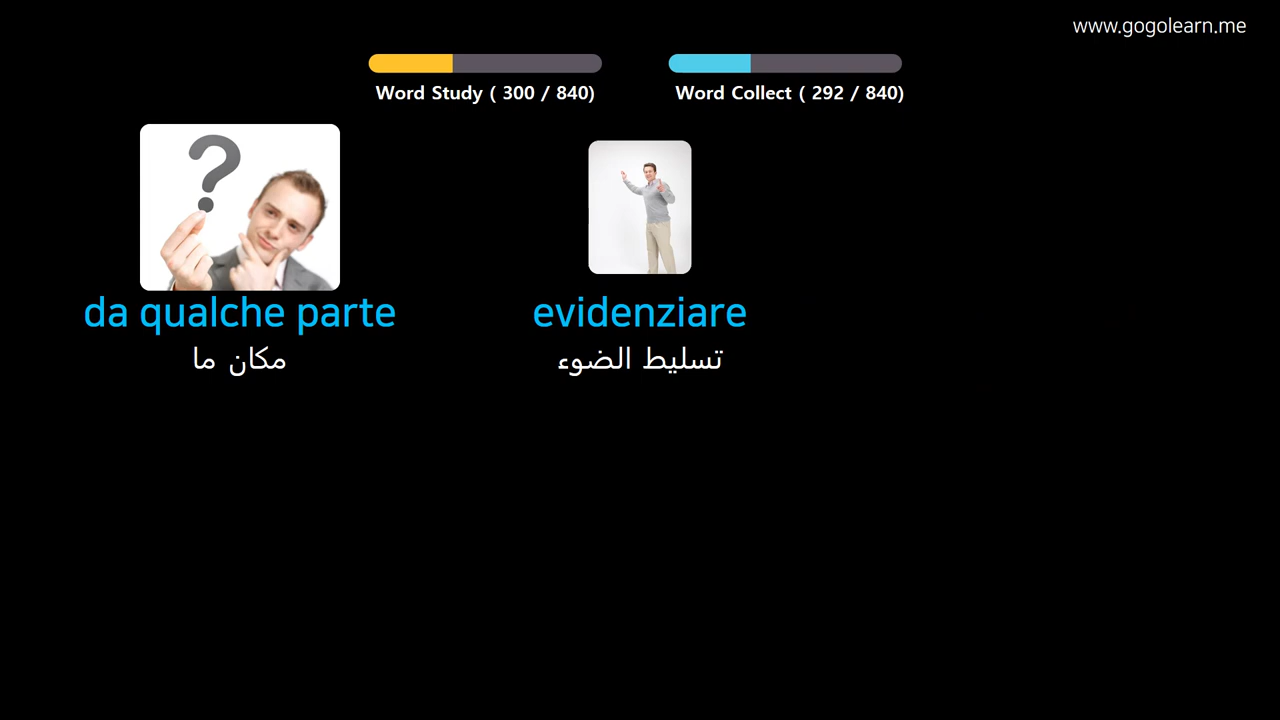 www.gogolearn.me
Word Study ( 300 / 840)
Word Collect ( 292 / 840)
?
da qualche parte
مكان ما
evidenziare
تسليط الضوء